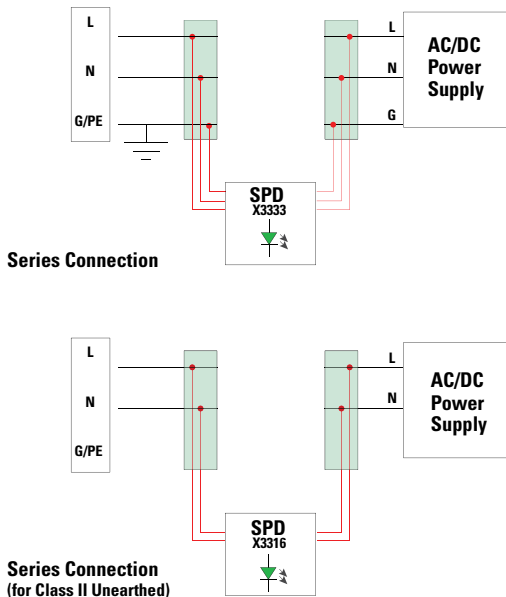 L
N
G/PE
L
N
G
AC/DC
Power
Supply
SPD
X3333
Series Connection
L
N
G/PE
L
N
AC/DC
Power
Supply
SPD
X3316
Series Connection
(for Class II Unearthed)